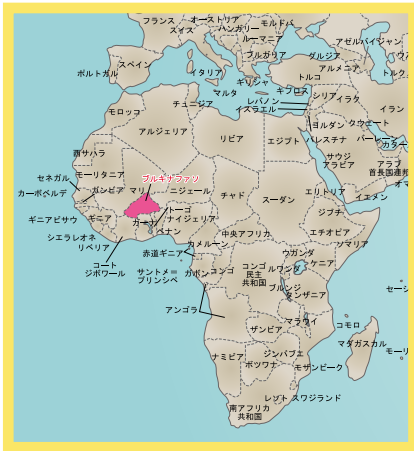 フランス
オーストリア
スイス
ハンガリー
モルドバ
ルーマニア
ブルガリア
アゼルバイジャン
グルジア
アルメニア
スペイン
ポルトガル
イタリア
ギリシャ
トルコ
マルタ
キプロス
シリア
イラク
イラン
レバノン
イスラエル
チュニジア
モロッコ
ヨルダン
クウェート
パレスチナ
バーレーン
カタール
アルジェリア
リビア
エジプト
サウジ
アラビア
アラブ
首長国連邦
西サハラ
オマ
モーリタニア
ブルキナファソ
セネガル
カーボベルデ
ガンビア
マリ
ニジェール
チャド
スーダン
エリトリア
イエメン
ジブチ
トーゴ
ギニアビサウ
ギニア
ガーナ
ナイジェリア
ベナン
エチオピア
シエラレオネ
リベリア
カメルーン
中央アフリカ
ソマリア
赤道ギニア
ウガンダ
コート
ジボワール
サントメ＝
プリンシペ
ガボン
コンゴ
コンゴ
民主
共和国
ルワンダ
ケニア
ブルンジ
タンザニア
セーシ
アンゴラ
マラウイ
コモロ
ザンビア
マダガスカル
モーリ
ナミビア
ジンバブエ
ボツワナ
モザンビーク
レソト
スワジランド
南アフリカ
共和国